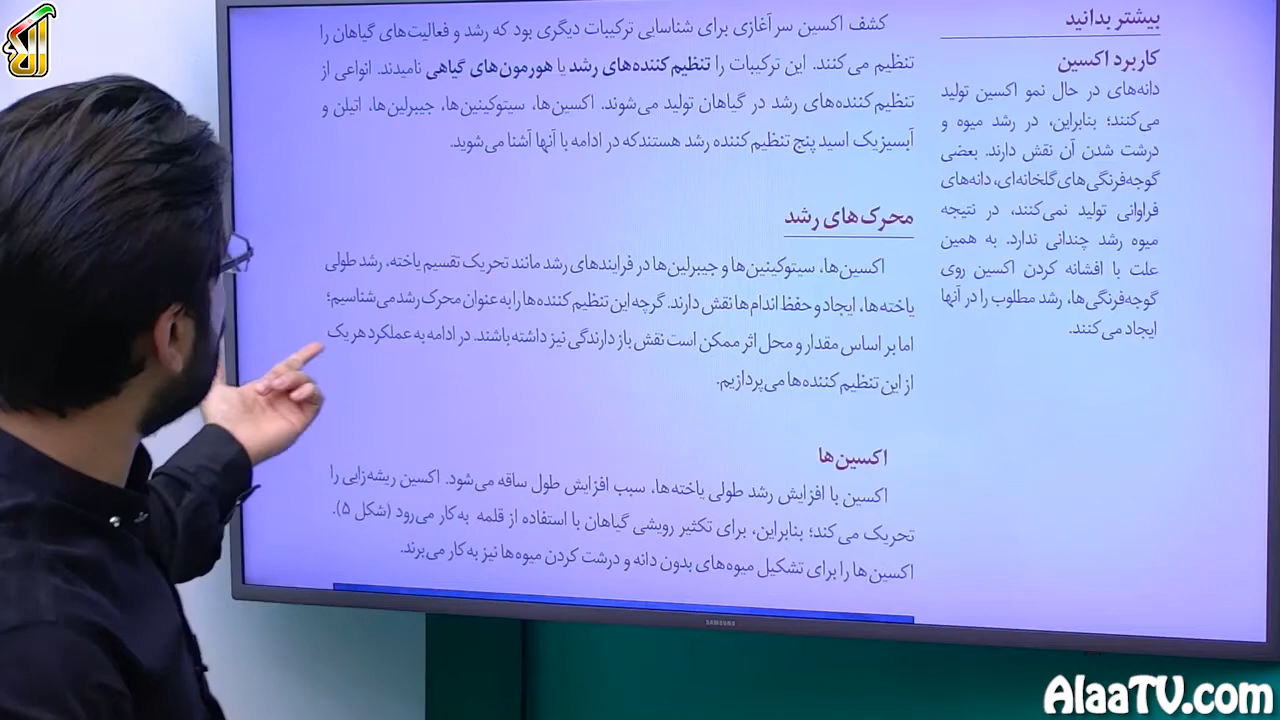 بیشتر بدانید
کاربرد اکسین
دانه‌های در حال نمو اکسین تولید
می‌کنند؛ بنابراین، در رشد میوه و
درشت شدن آن نقش دارند. بعضی
گوجه‌فرنگی‌های گلخانه‌ای، دانه‌های
فراوانی تولید نمی‌کنند، در نتیجه
میوه رشد چندانی ندارد. به همین
علت با افشانه کردن اکسین روی
گوجه‌فرنگی‌ها، رشد مطلوب را در آنها
ایجاد می‌کنند.
کشف اکسین سرآغازی برای شناسایی ترکیبات دیگری بود که رشد و فعالیت‌های گیاهان را
تنظیم می‌کنند. این ترکیبات را تنظیم‌کننده‌های رشد یا هورمون‌های گیاهی نامیدند. انواعی از
تنظیم‌کننده‌های رشد در گیاهان تولید می‌شوند. اکسین‌ها، سیتوکینین‌ها، جیبرلین‌ها، اتیلن و
آبسیزیک اسید پنج تنظیم‌کننده رشد هستندکه در ادامه با آنها آشنا می‌شوید.
محرک‌های رشد
اکسین‌ها، سیتوکینین‌ها و جیبرلین‌ها در فرایندهای رشد مانند تحریک تقسیم یاخته، رشد طولی
یاخته‌ها، ایجاد و حفظ اندام‌ها نقش دارند. گرچه این تنظیم‌کننده‌ها را به عنوان محرک رشد می‌شناسیم؛
اما بر اساس مقدار و محل اثر ممکن است نقش بازدارندگی نیز داشته باشند. در ادامه به عملکرد هر یک
از این تنظیم‌کننده‌ها می‌پردازیم.
اکسین‌ها
اکسین با افزایش رشد طولی یاخته‌ها، سبب افزایش طول ساقه می‌شود. اکسین ریشه‌زایی را
تحریک می‌کند؛ بنابراین، برای تکثیر رویشی گیاهان با استفاده از قلمه به‌کار می‌رود (شکل ۵).
اکسین‌ها را برای تشکیل میوه‌های بدون دانه و درشت کردن میوه‌ها نیز به‌کار می‌برند.
SAMSUNG
AlaaTV.com